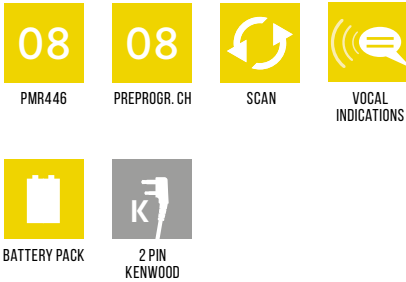 08
08
PMR446
PREPROGR. CH
SCAN
VOCAL
INDICATIONS
K
BATTERY PACK
2 PIN
KENWOOD